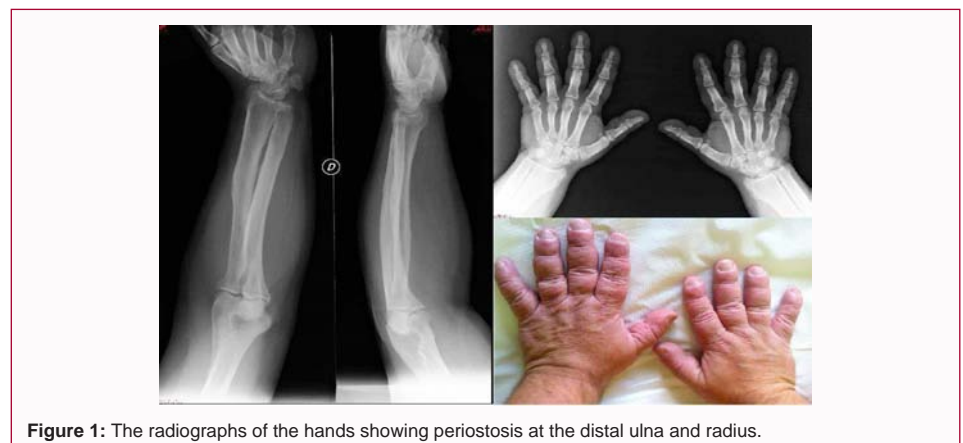 D
Figure 1: The radiographs of the hands showing periostosis at the distal ulna and radius.